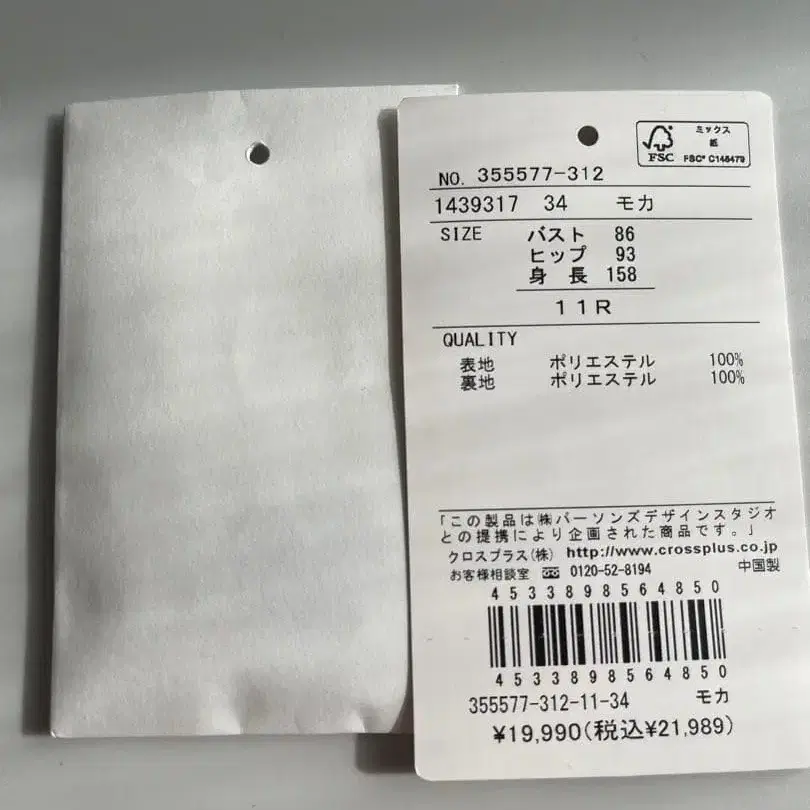 ミックス
紙
FSC
FSC® C146479
NO. 355577-312
1439317 34 モカ
SIZE バスト 86
ヒップ 93
身長 158
11R
QUALITY
表地 ポリエステル 100%
裏地 ポリエステル 100%
「この製品は㈱パーソンズデザインスタジオ
との提携により企画された商品です。」
クロスプラス(株) http://www.crossplus.co.jp
お客様相談室 0120-52-8194 中国製
4533898564850
4533898564850
355577-312-11-34 モカ
¥19,990(税込¥21,989)